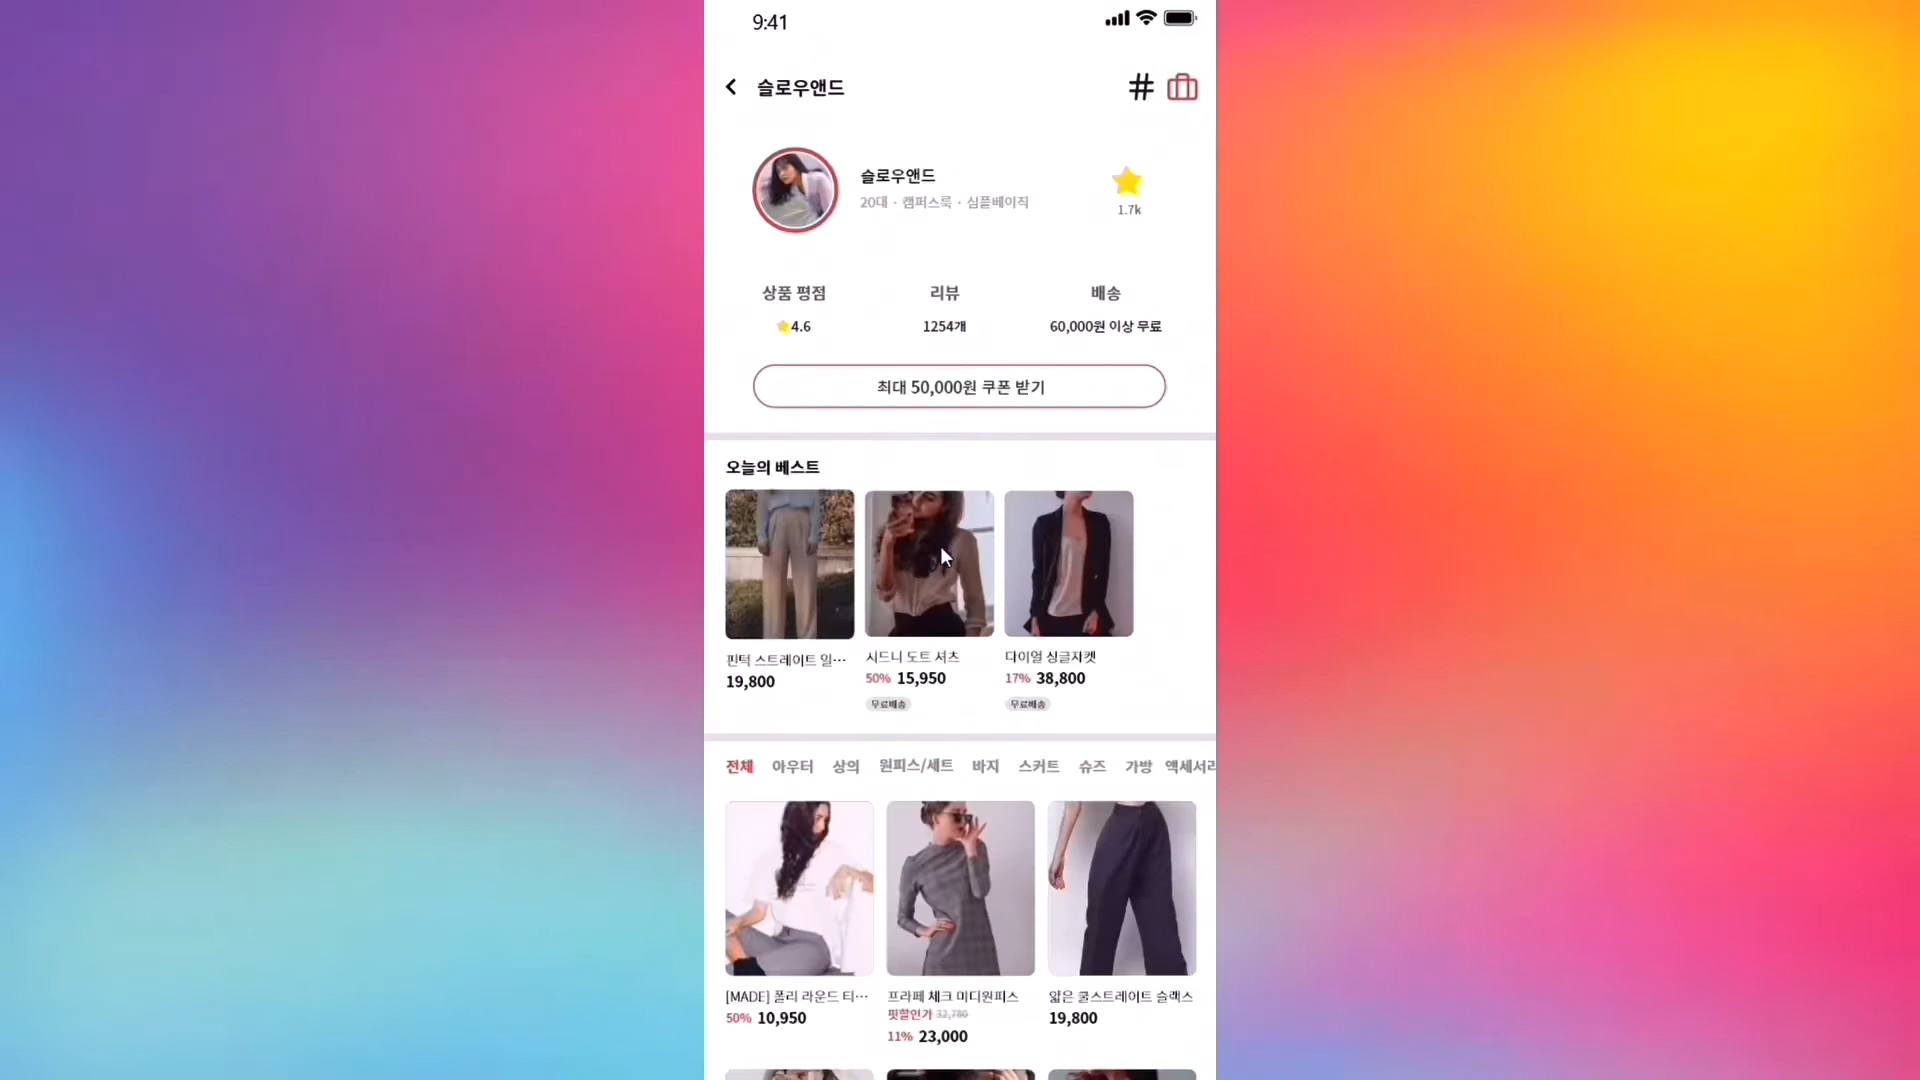 9:41
슬로우앤드
슬로우앤드
20대 · 캠퍼스룩 · 심플베이직
1.7k
상품 평점 리뷰 배송
4.6 1254개 60,000원 이상 무료
최대 50,000원 쿠폰 받기
오늘의 베스트
핀턱 스트레이트 일… 시드니 도트 셔츠 다이얼 싱글자켓
19,800 50% 15,950 17% 38,800
무료배송 무료배송
전체 아우터 상의 원피스/세트 바지 스커트 슈즈 가방 액세서리
[MADE] 폴리 라운드 티… 프라페 체크 미디원피스 얇은 쿨스트레이트 슬랙스
핏할인가 32,780
50% 10,950 11% 23,000 19,800